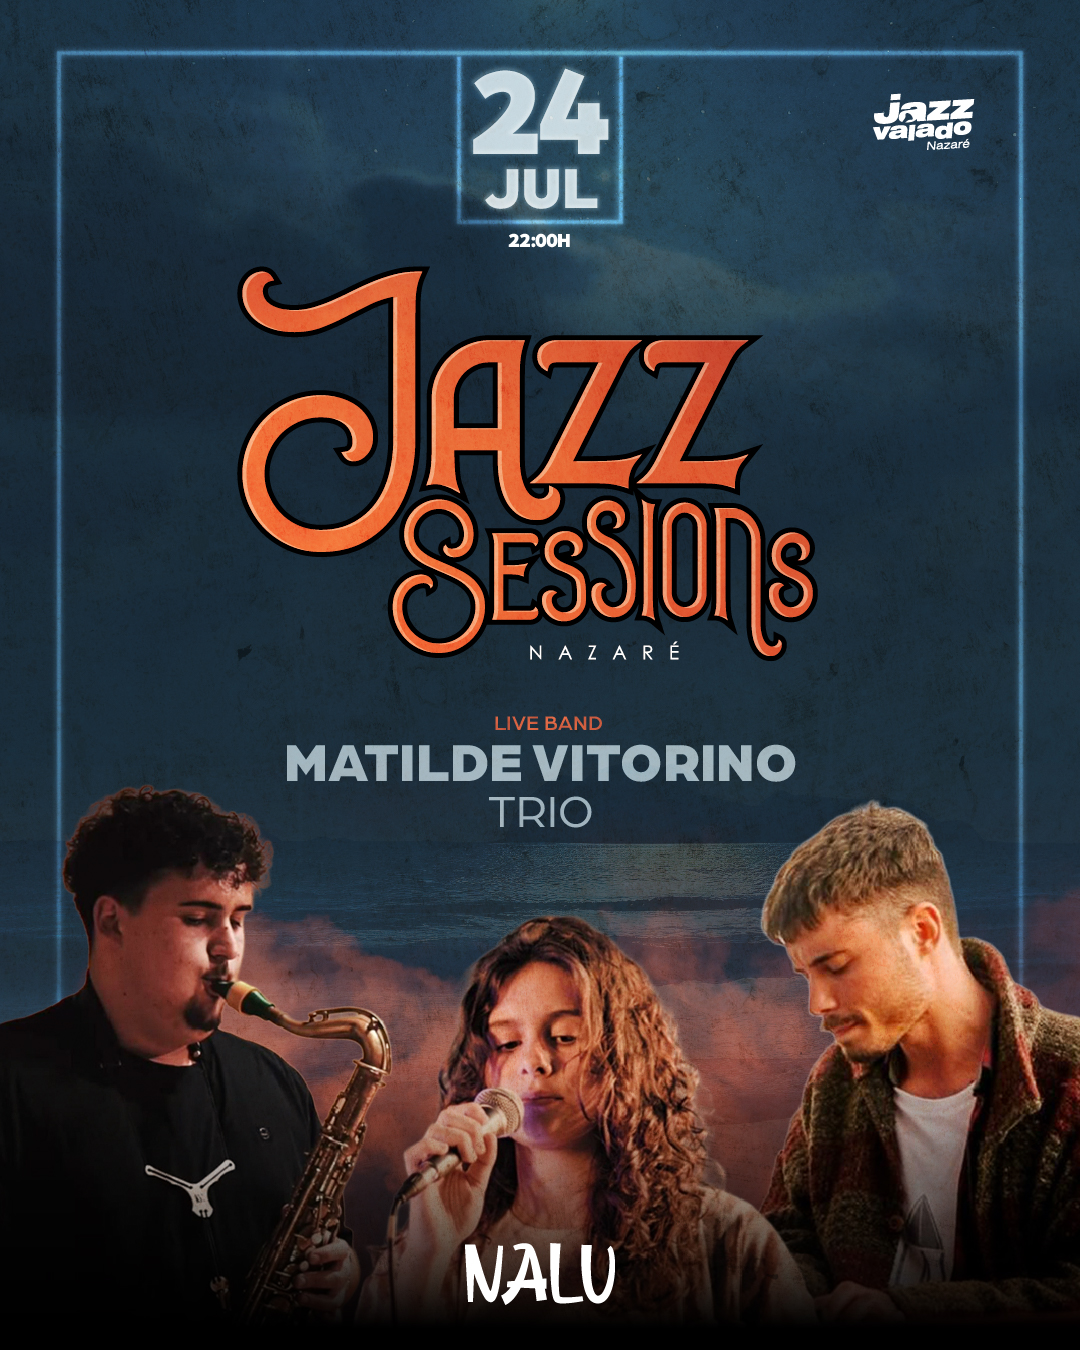 24
JUL
22:00H
jazz
valado
Nazaré
JAZZ
SESSIONS
NAZARÉ
LIVE BAND
MATILDE VITORINO
TRIO
NALU